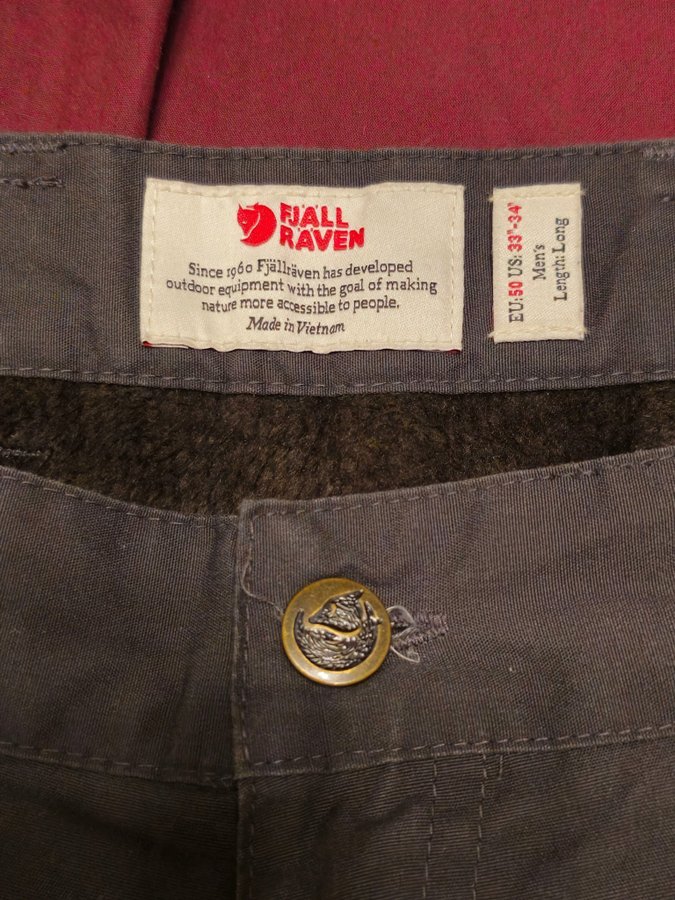 FJÄLL
RÄVEN
Since 1960 Fjällräven has developed
outdoor equipment with the goal of making
nature more accessible to people.
Made in Vietnam
EU:50 US:33"-34"
Men's
Length: Long